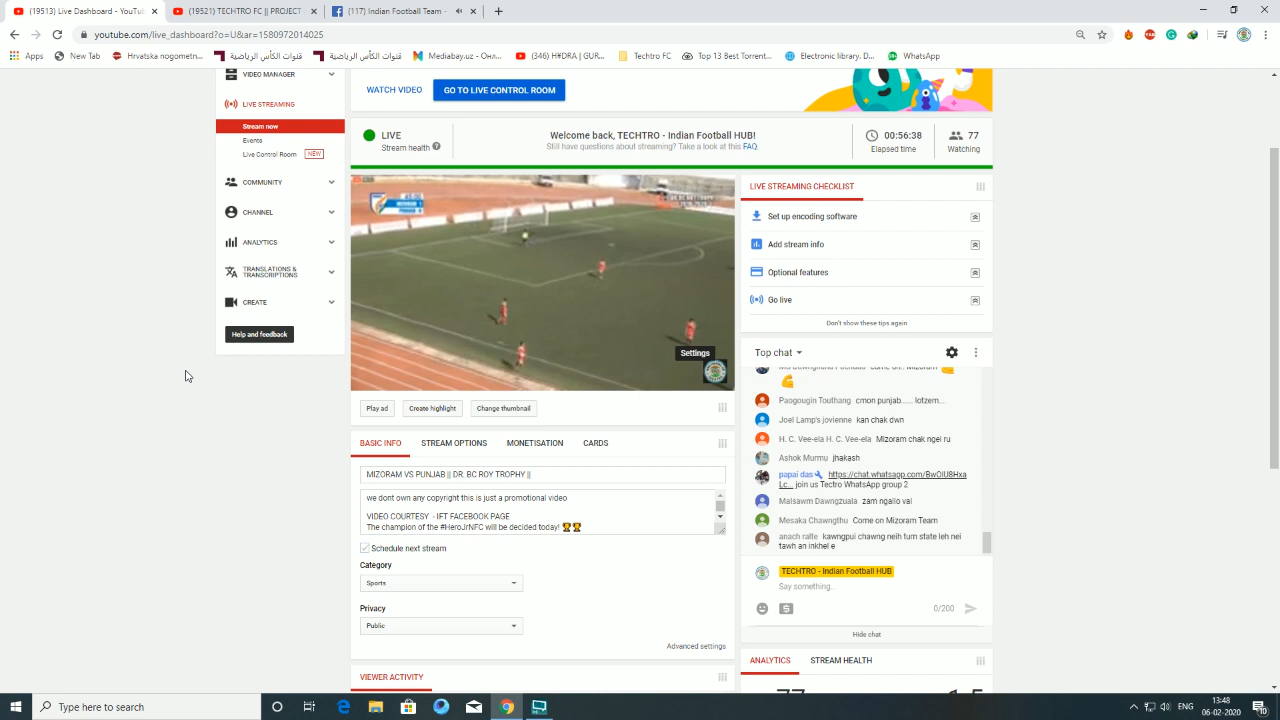 (19513) Live Dashboard - YouTub
(19521) TECHTRO FC || PROJECT
(117) Indian Football Team -
youtube.com/live_dashboard?o=U&ar=1580972014025
Apps
New Tab
Hrvatska nogometn...
قنوات الكأس الرياضية
قنوات الكأس الرياضية
Mediabay.uz - Онл...
(346) H¥DRA | GUR...
Techtro FC
Top 13 Best Torrent...
Electronic library. D...
WhatsApp
VIDEO MANAGER
LIVE STREAMING
Stream now
Events
Live Control Room NEW
COMMUNITY
CHANNEL
ANALYTICS
TRANSLATIONS &
TRANSCRIPTIONS
CREATE
Help and feedback
WATCH VIDEO
GO TO LIVE CONTROL ROOM
LIVE
Stream health ?
Welcome back, TECHTRO - Indian Football HUB!
Still have questions about streaming? Take a look at this FAQ.
00:56:38
Elapsed time
77
Watching
MIZORAM
PUNJAB
Settings
Play ad
Create highlight
Change thumbnail
BASIC INFO
STREAM OPTIONS
MONETISATION
CARDS
MIZORAM VS PUNJAB || DR. BC ROY TROPHY ||
we dont own any copyright this is just a promotional video
VIDEO COURTESY - IFT FACEBOOK PAGE
The champion of the #HeroJrNFC will be decided today! 🏆🏆
Schedule next stream
Category
Sports
Privacy
Public
Advanced settings
VIEWER ACTIVITY
LIVE STREAMING CHECKLIST
Set up encoding software
Add stream info
Optional features
Go live
Don't show these tips again
Top chat
💪
Paogougin Touthang cmon punjab...... lotzem...
Joel Lamp's jovienne kan chak dwn
H. C. Vee-ela H. C. Vee-ela Mizoram chak ngei ru
Ashok Murmu jhakash
papai das https://chat.whatsapp.com/BwOIU8Hxa
Lc... join us Tectro WhatsApp group 2
Malsawm Dawngzuala zam ngailo vai
Mesaka Chawngthu Come on Mizoram Team
anach ralte kawngpui chawng neih tum state leh nei
tawh an inkhel e
TECHTRO - Indian Football HUB
Say something...
0/200
Hide chat
ANALYTICS
STREAM HEALTH
Type here to search
ENG
13:48
06-02-2020